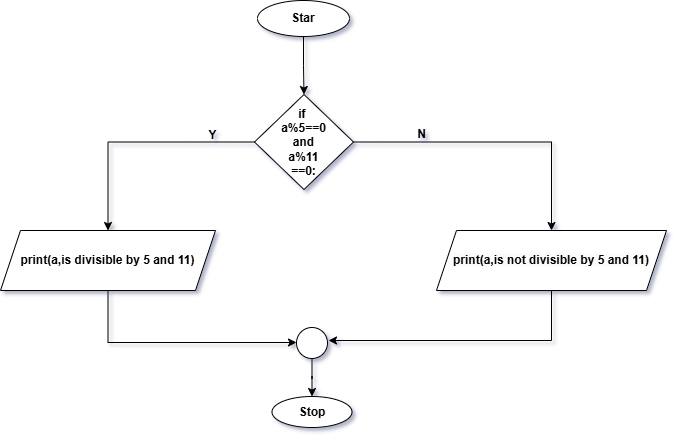 Star
if
a%5==0
and
a%11
==0:
Y
N
print(a,is divisible by 5 and 11)
print(a,is not divisible by 5 and 11)
Stop